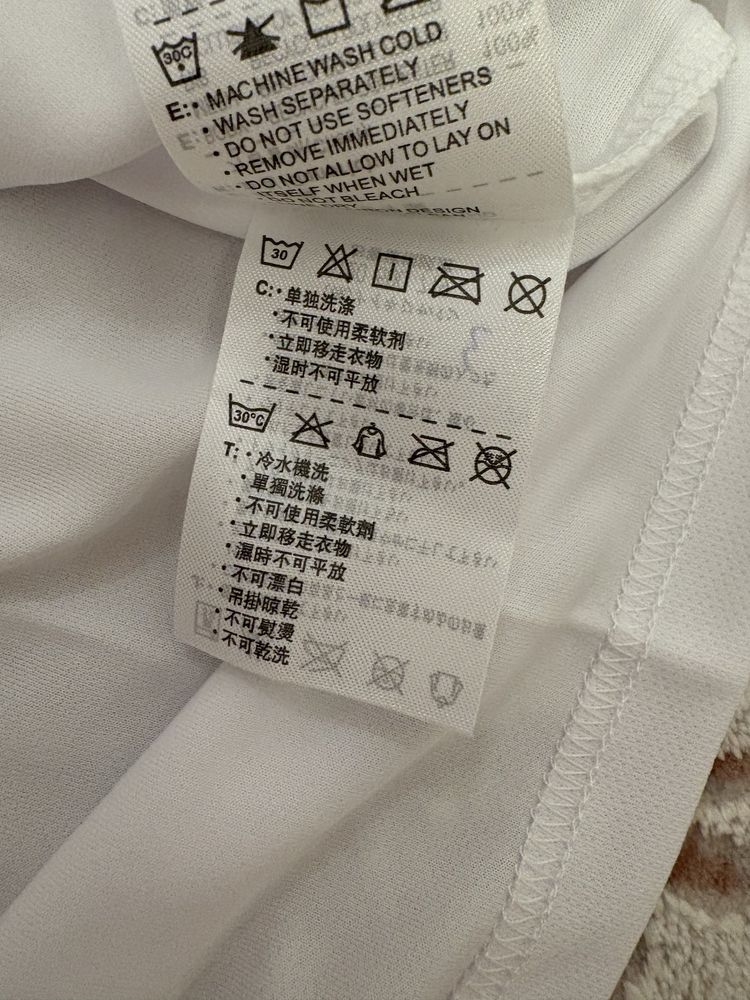 30C
E: • MACHINE WASH COLD
• WASH SEPARATELY
• DO NOT USE SOFTENERS
• REMOVE IMMEDIATELY
• DO NOT ALLOW TO LAY ON
ITSELF WHEN WET
NOT BLEACH
DESIGN
30
C: • 单独洗涤
• 不可使用柔软剂
• 立即移走衣物
• 湿时不可平放
30°C
T: • 冷水機洗
• 單獨洗滌
• 不可使用柔軟劑
• 立即移走衣物
• 濕時不可平放
• 不可漂白
• 吊掛晾乾
• 不可熨燙
• 不可乾洗